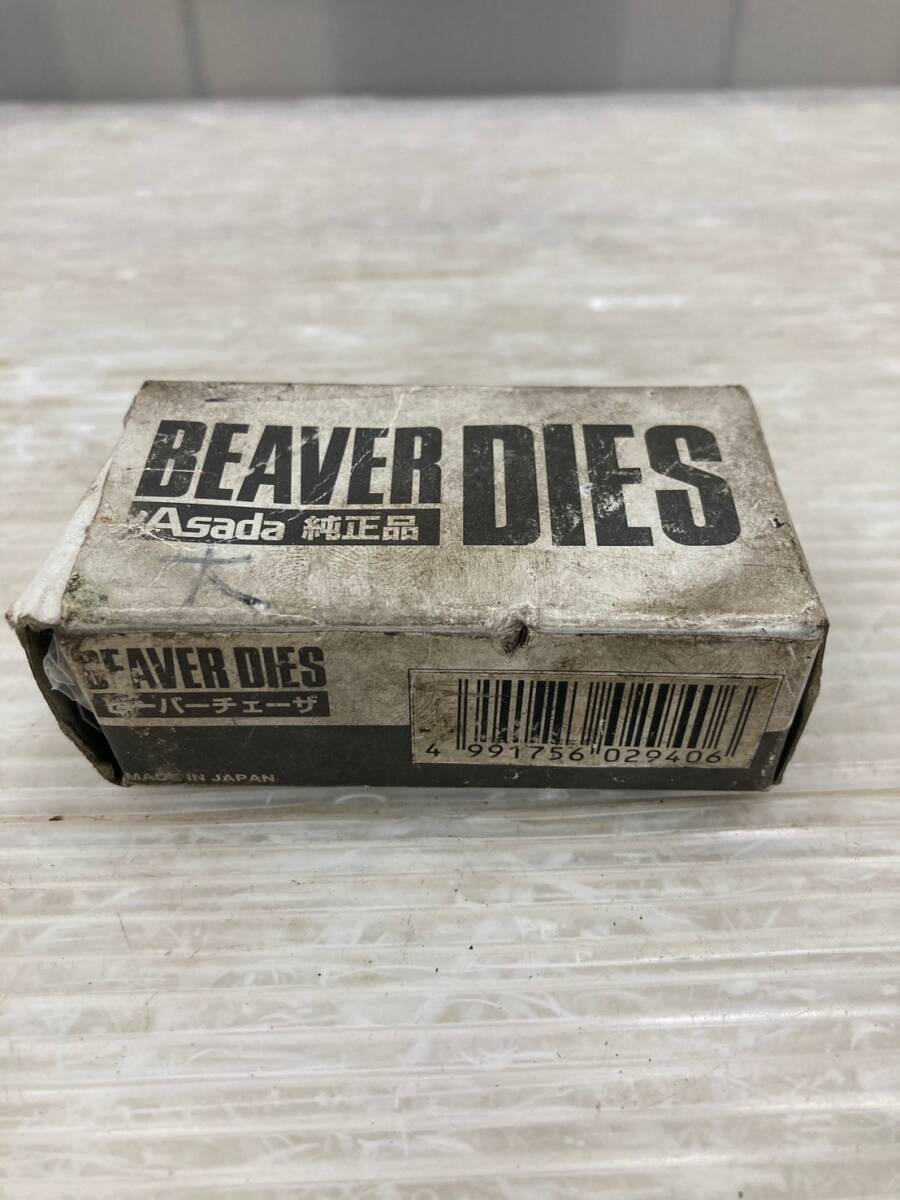 BEAVER DIES
Asada 純正品
大
BEAVER DIES
ビーバーチェーザ
4 991756 029406
MADE IN JAPAN